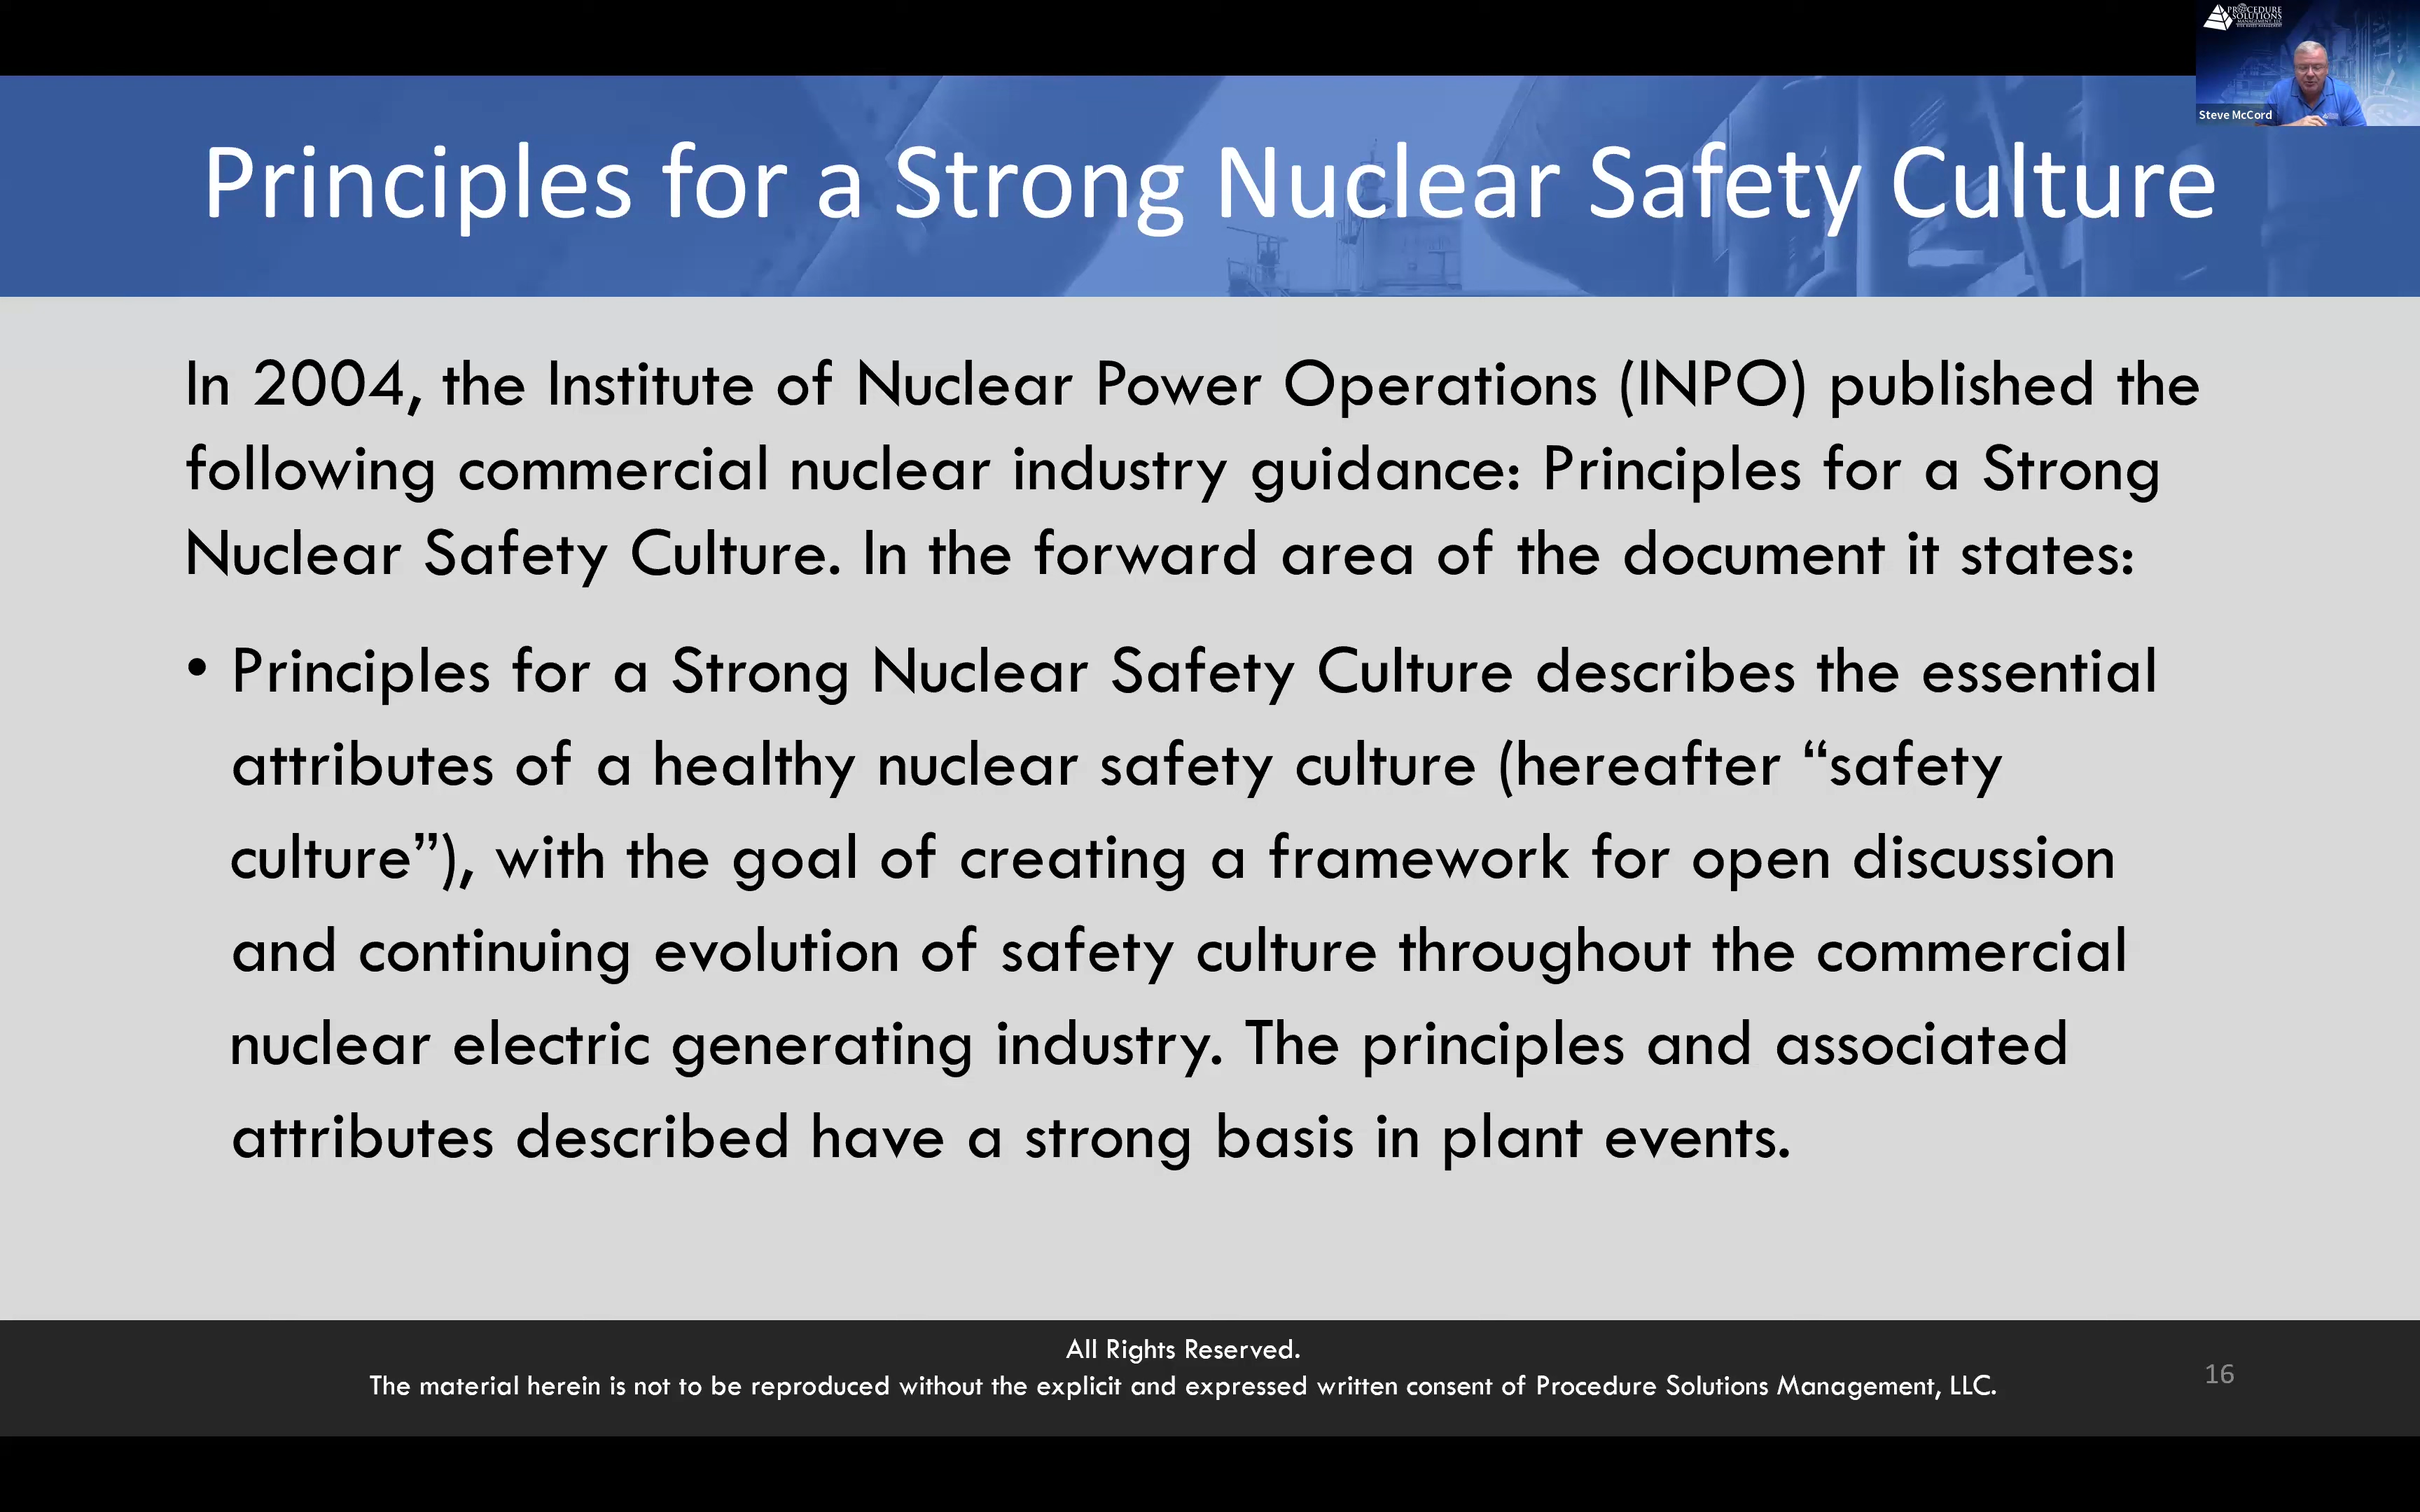 PROCEDURE
SOLUTIONS
MANAGEMENT, LLC
Steve McCord
Principles for a Strong Nuclear Safety Culture
In 2004, the Institute of Nuclear Power Operations (INPO) published the
following commercial nuclear industry guidance: Principles for a Strong
Nuclear Safety Culture. In the forward area of the document it states:
• Principles for a Strong Nuclear Safety Culture describes the essential
attributes of a healthy nuclear safety culture (hereafter “safety
culture”), with the goal of creating a framework for open discussion
and continuing evolution of safety culture throughout the commercial
nuclear electric generating industry. The principles and associated
attributes described have a strong basis in plant events.
All Rights Reserved.
The material herein is not to be reproduced without the explicit and expressed written consent of Procedure Solutions Management, LLC.
16